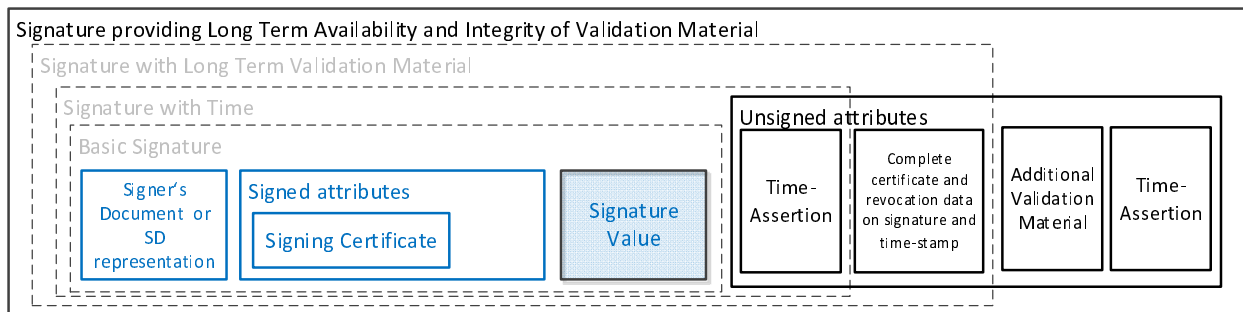 Signature providing Long Term Availability and Integrity of Validation Material
Signature with Long Term Validation Material
Signature with Time
Basic Signature
Signer's
Document or
SD
representation
Signed attributes
Signing Certificate
Signature
Value
Unsigned attributes
Time-
Assertion
Complete
certificate and
revocation data
on signature and
time-stamp
Additional
Validation
Material
Time-
Assertion